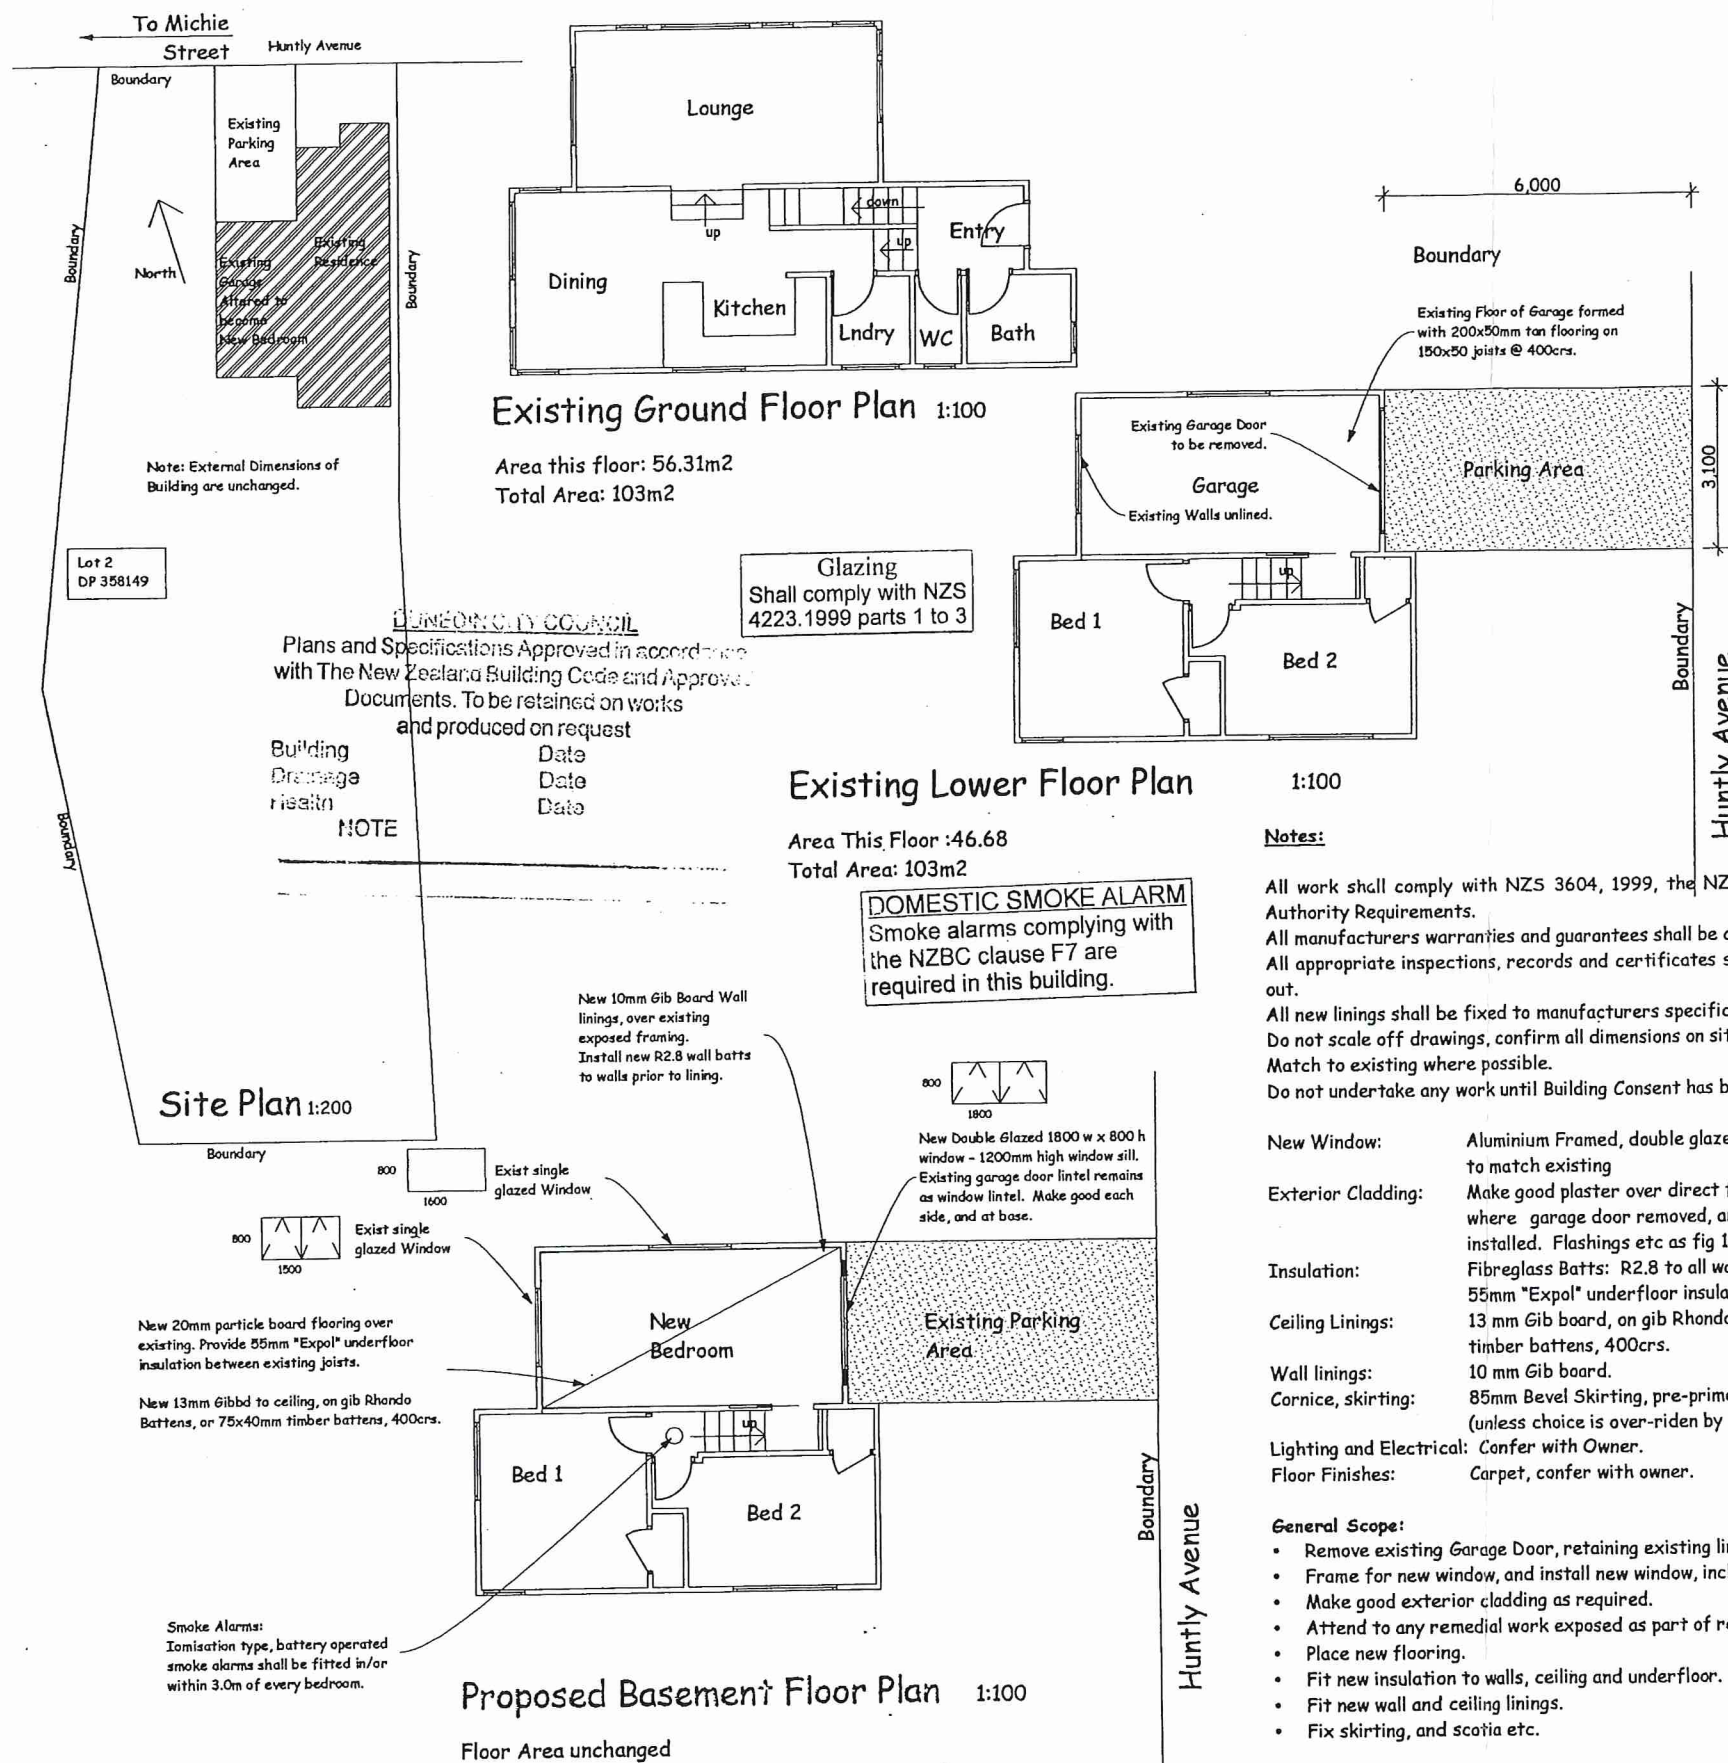 To Michie
Street
Huntly Avenue
Boundary
Existing
Parking
Area
Boundary
North
Existing
Garage
Altered to
become
New Bedroom
Existing
Residence
Boundary
Note: External Dimensions of
Building are unchanged.
Lot 2
DP 358149
Boundary
Site Plan 1:200
Boundary
Lounge
Dining
up
down
up
Entry
Kitchen
Lndry
WC
Bath
Existing Ground Floor Plan 1:100
Area this floor: 56.31m2
Total Area: 103m2
6,000
Boundary
Existing Floor of Garage formed
with 200x50mm tan flooring on
150x50 joists @ 400crs.
Existing Garage Door
to be removed.
Garage
Existing Walls unlined.
Parking Area
3,100
Bed 1
up
Bed 2
Boundary
Huntly Avenue
Existing Lower Floor Plan 1:100
Area This Floor :46.68
Total Area: 103m2
Glazing
Shall comply with NZS
4223.1999 parts 1 to 3
DUNEDIN CITY COUNCIL
Plans and Specifications Approved in accordance
with The New Zealand Building Code and Approve
Documents. To be retained on works
and produced on request
Building Date
Drainage Date
Health Date
NOTE
DOMESTIC SMOKE ALARM
Smoke alarms complying with
the NZBC clause F7 are
required in this building.
Notes:
All work shall comply with NZS 3604, 1999, the NZ
Authority Requirements.
All manufacturers warranties and guarantees shall be
All appropriate inspections, records and certificates
out.
All new linings shall be fixed to manufacturers
Do not scale off drawings, confirm all dimensions on
Match to existing where possible.
Do not undertake any work until Building Consent has
New Window: Aluminium Framed, double
to match existing
Exterior Cladding: Make good plaster over direct
where garage door removed,
installed. Flashings etc as fig
Insulation: Fibreglass Batts: R2.8 to all
55mm "Expol" underfloor
Ceiling Linings: 13 mm Gib board, on gib
timber battens, 400crs.
Wall linings: 10 mm Gib board.
Cornice, skirting: 85mm Bevel Skirting,
(unless choice is over-riden by
Lighting and Electrical: Confer with Owner.
Floor Finishes: Carpet, confer with owner.
General Scope:
• Remove existing Garage Door, retaining existing
• Frame for new window, and install new window,
• Make good exterior cladding as required.
• Attend to any remedial work exposed as part of
• Place new flooring.
• Fit new insulation to walls, ceiling and underfloor.
• Fit new wall and ceiling linings.
• Fix skirting, and scotia etc.
New 10mm Gib Board Wall
linings, over existing
exposed framing.
Install new R2.8 wall batts
to walls prior to lining.
800
1800
New Double Glazed 1800 w x 800 h
window - 1200mm high window sill.
Existing garage door lintel remains
as window lintel. Make good each
side, and at base.
800
1600
Exist single
glazed Window
800
1500
Exist single
glazed Window
New 20mm particle board flooring over
existing. Provide 55mm "Expol" underfloor
insulation between existing joists.
New 13mm Gibbd to ceiling, on gib Rhondo
Battens, or 75x40mm timber battens, 400crs.
New
Bedroom
Existing Parking
Area
Bed 1
up
Bed 2
Boundary
Huntly Avenue
Smoke Alarms:
Iomisation type, battery operated
smoke alarms shall be fitted in/or
within 3.0m of every bedroom.
Proposed Basement Floor Plan 1:100
Floor Area unchanged